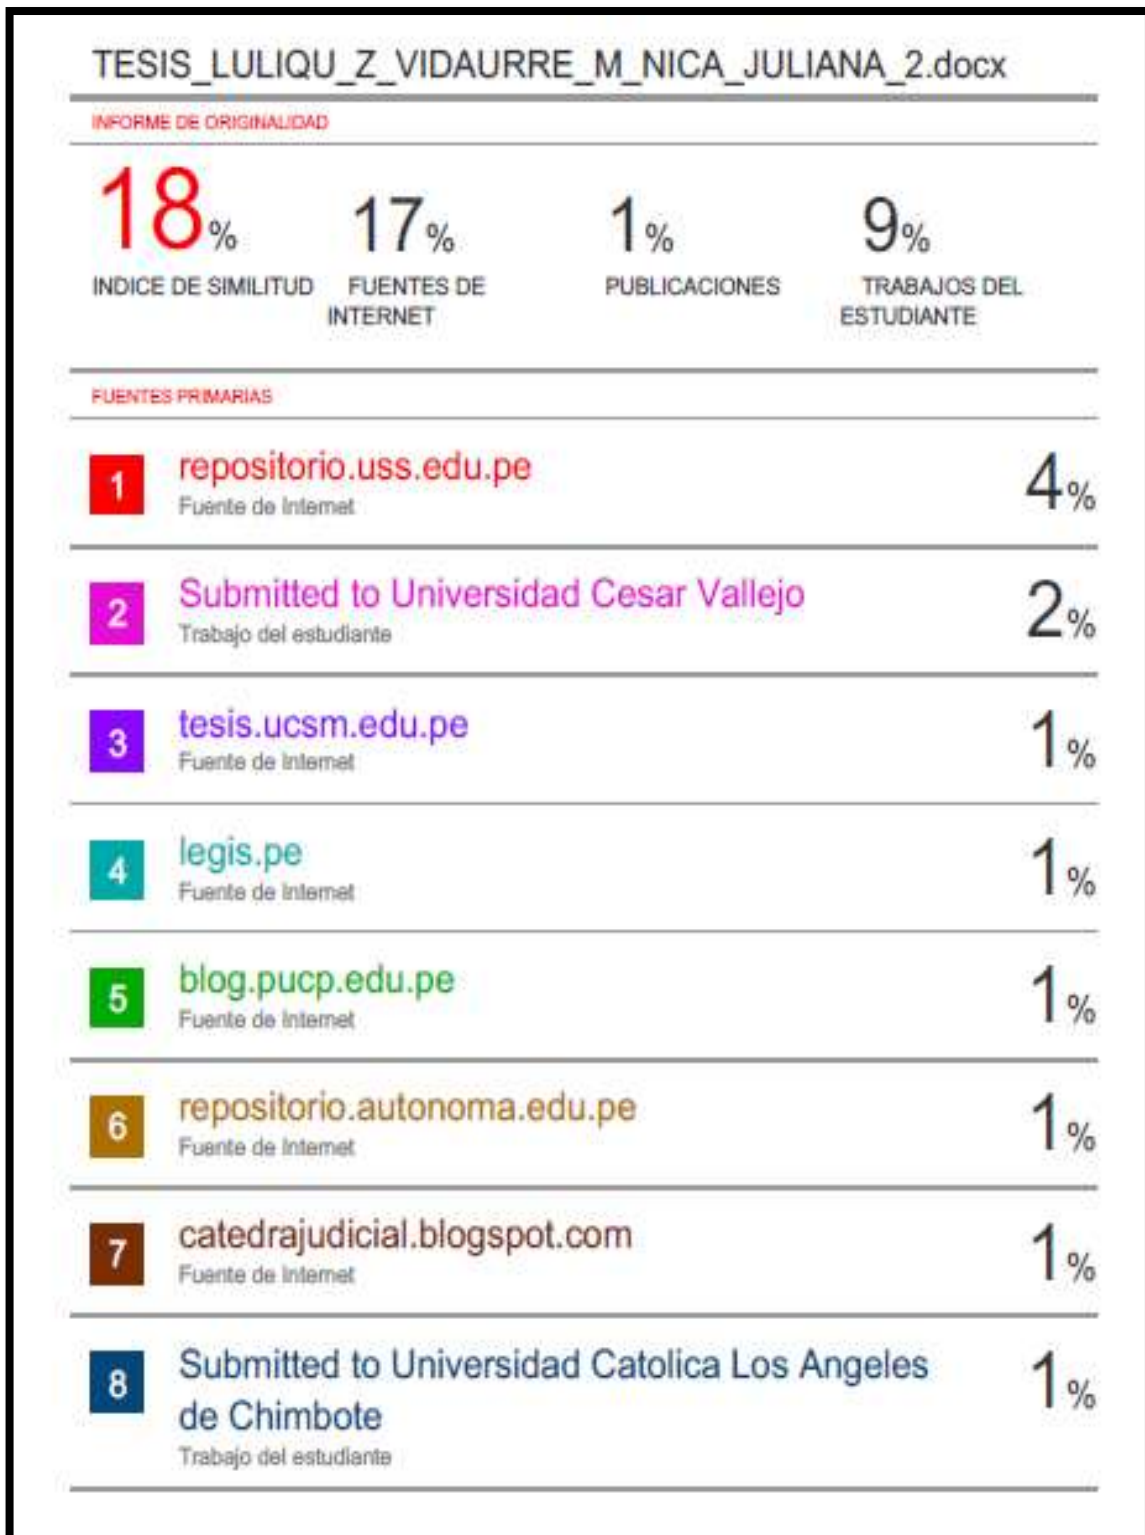 TESIS_LULIQU_Z_VIDAURRE_M_NICA_JULIANA_2.docx
INFORME DE ORIGINALIDAD
18% 17% 1% 9%
INDICE DE SIMILITUD FUENTES DE INTERNET PUBLICACIONES TRABAJOS DEL ESTUDIANTE
FUENTES PRIMARIAS
1 repositorio.uss.edu.pe 4%
Fuente de Internet
2 Submitted to Universidad Cesar Vallejo 2%
Trabajo del estudiante
3 tesis.ucsm.edu.pe 1%
Fuente de Internet
4 legis.pe 1%
Fuente de Internet
5 blog.pucp.edu.pe 1%
Fuente de Internet
6 repositorio.autonoma.edu.pe 1%
Fuente de Internet
7 catedrajudicial.blogspot.com 1%
Fuente de Internet
8 Submitted to Universidad Catolica Los Angeles 1%
de Chimbote
Trabajo del estudiante